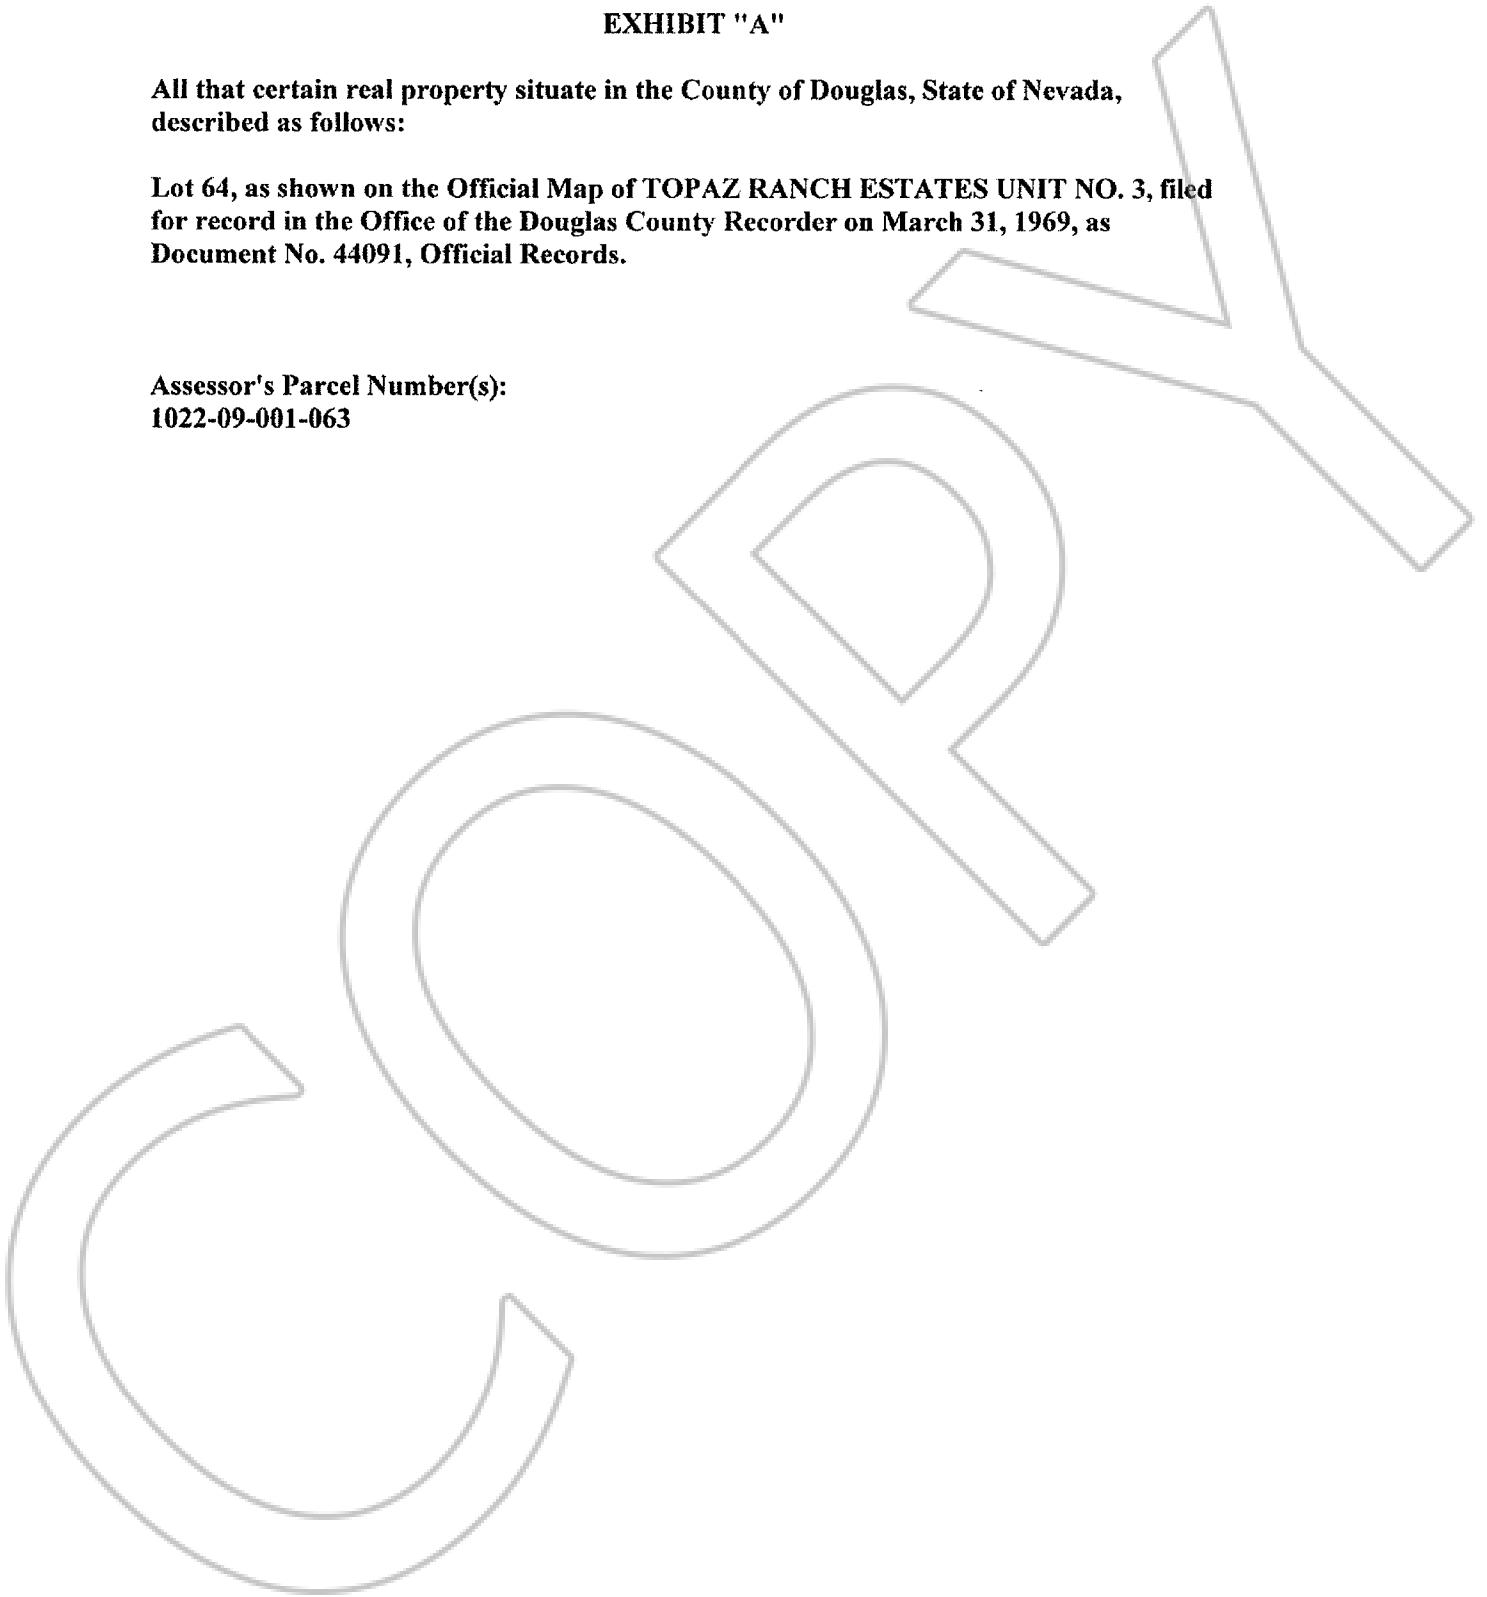 EXHIBIT "A"
All that certain real property situate in the County of Douglas, State of Nevada,
described as follows:
Lot 64, as shown on the Official Map of TOPAZ RANCH ESTATES UNIT NO. 3, filed
for record in the Office of the Douglas County Recorder on March 31, 1969, as
Document No. 44091, Official Records.
Assessor's Parcel Number(s):
1022-09-001-063
COPY